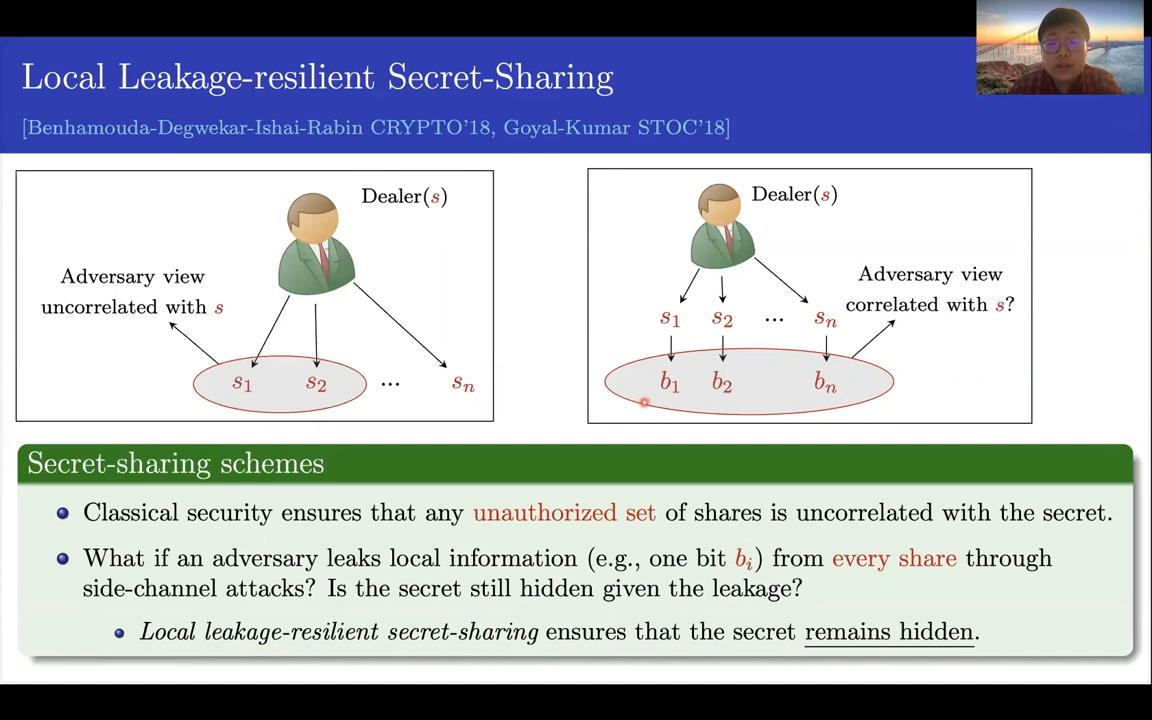 Local Leakage-resilient Secret-Sharing
[Benhamouda-Degwekar-Ishai-Rabin CRYPTO'18, Goyal-Kumar STOC'18]
Dealer(s)
Adversary view
uncorrelated with s
s₁ s₂ ... sₙ
Dealer(s)
Adversary view
correlated with s?
s₁ s₂ ... sₙ
b₁ b₂ bₙ
Secret-sharing schemes
Classical security ensures that any unauthorized set of shares is uncorrelated with the secret.
What if an adversary leaks local information (e.g., one bit bᵢ) from every share through
side-channel attacks? Is the secret still hidden given the leakage?
Local leakage-resilient secret-sharing ensures that the secret remains hidden.